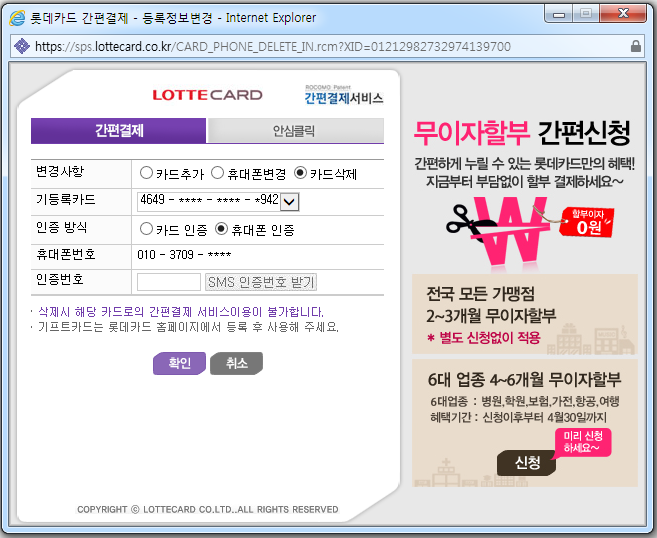 롯데카드 간편결제 - 등록정보변경 - Internet Explorer
https://sps.lottecard.co.kr/CARD_PHONE_DELETE_IN.rcm?XID=01212982732974139700
LOTTECARD
ROCOMO Patent
간편결제서비스
간편결제
안심클릭
변경사항 카드추가 휴대폰변경 카드삭제
기등록카드 4649 - **** - **** - *942
인증 방식 카드 인증 휴대폰 인증
휴대폰번호 010 - 3709 - ****
인증번호 SMS 인증번호 받기
· 삭제시 해당 카드로의 간편결제 서비스이용이 불가합니다.
· 기프트카드는 롯데카드 홈페이지에서 등록 후 사용해 주세요.
확인 취소
COPYRIGHT ⓒ LOTTECARD CO.LTD.,ALL RIGHTS RESERVED
무이자할부 간편신청
간편하게 누릴 수 있는 롯데카드만의 혜택!
지금부터 부담없이 할부 결제하세요~
₩
할부이자
0원
전국 모든 가맹점
2~3개월 무이자할부
* 별도 신청없이 적용
6대 업종 4~6개월 무이자할부
6대업종 : 병원,학원,보험,가전,항공,여행
혜택기간 : 신청이후부터 4월30일까지
미리 신청
하세요~
신청